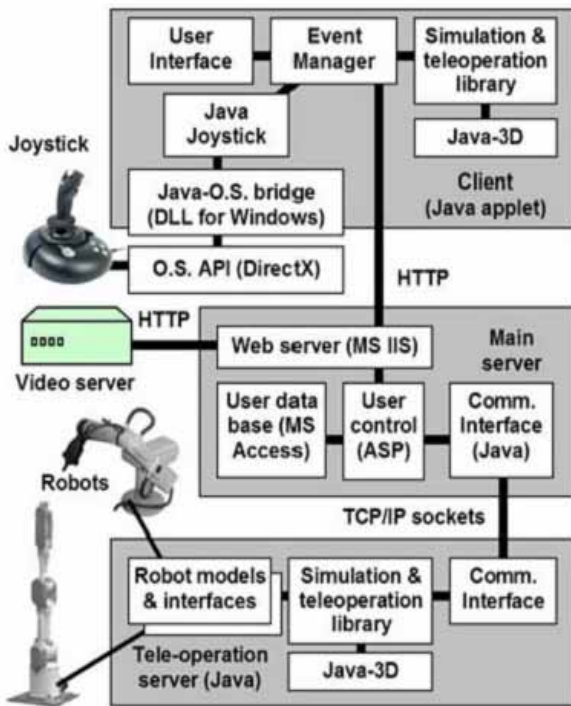 User
Interface
Event
Manager
Simulation &
teleoperation
library
Java
Joystick
Java-3D
Joystick
Java-O.S. bridge
(DLL for Windows)
Client
(Java applet)
O.S. API (DirectX)
HTTP
HTTP
Web server (MS IIS)
Main
server
Video server
User data
base (MS
Access)
User
control
(ASP)
Comm.
Interface
(Java)
Robots
TCP/IP sockets
Robot models
& interfaces
Simulation &
teleoperation
library
Comm.
Interface
Tele-operation
server (Java)
Java-3D